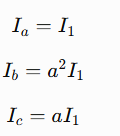 I_a = I_1
I_b = a^2 I_1
I_c = a I_1